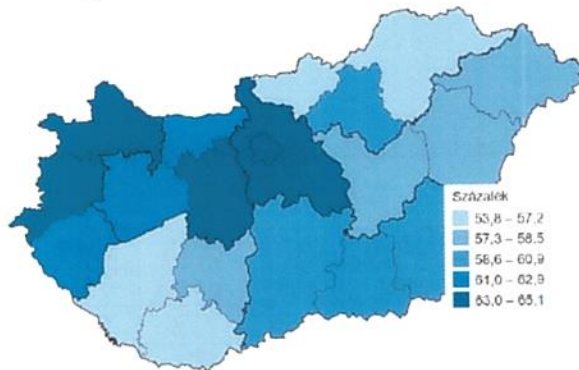 Százalék
53,8 – 57,2
57,3 – 58,5
58,6 – 60,9
61,0 – 62,9
63,0 – 65,1